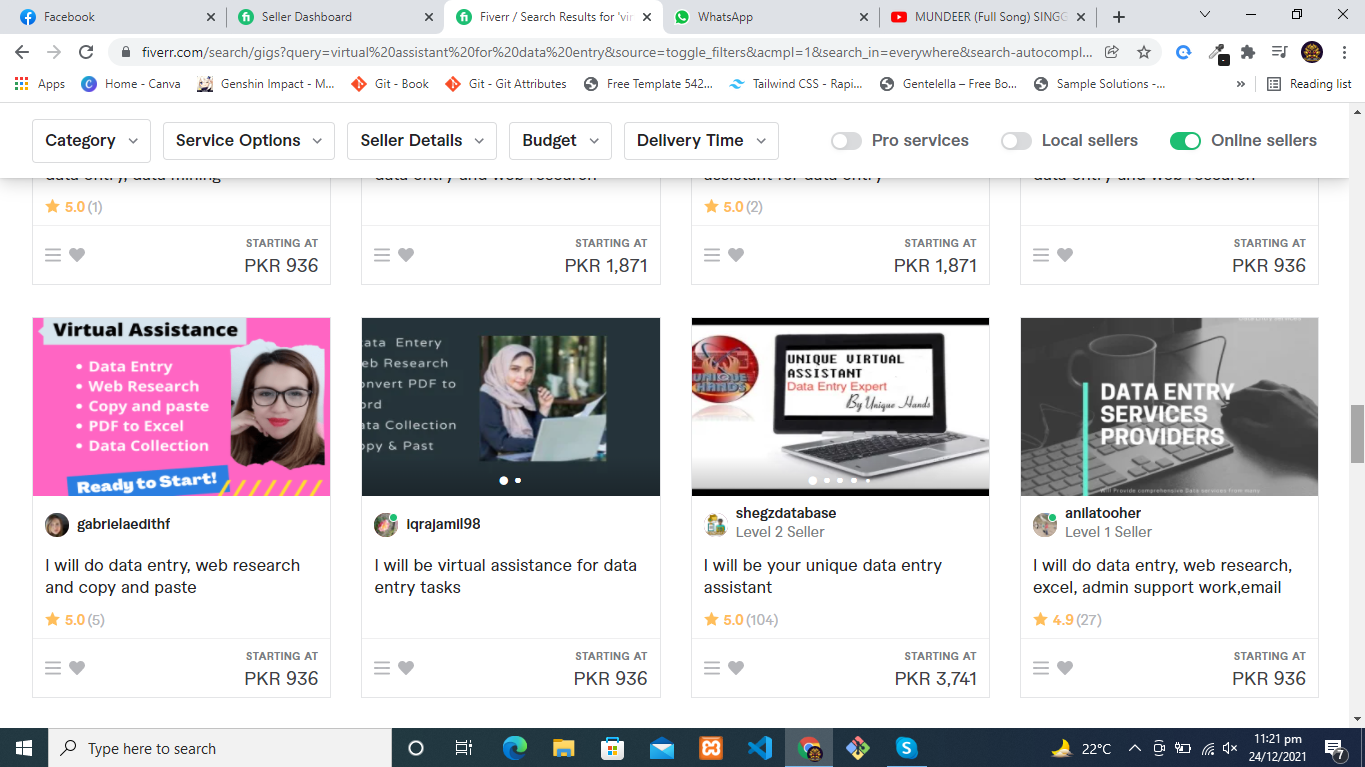 Facebook
Seller Dashboard
Fiverr / Search Results for 'vir
WhatsApp
MUNDEER (Full Song) SINGG
fiverr.com/search/gigs?query=virtual%20assistant%20for%20data%20entry&source=toggle_filters&acmpl=1&search_in=everywhere&search-autocompl...
Apps
Home - Canva
Genshin Impact - M...
Git - Book
Git - Git Attributes
Free Template 542...
Tailwind CSS - Rapi...
Gentelella – Free Bo...
Sample Solutions -...
»
Reading list
Category
Service Options
Seller Details
Budget
Delivery Time
Pro services
Local sellers
Online sellers
data entry, data mining
5.0 (1)
STARTING AT
PKR 936
data entry and web research
STARTING AT
PKR 1,871
assistant for data entry
5.0 (2)
STARTING AT
PKR 1,871
data entry and web research
STARTING AT
PKR 936
Virtual Assistance
• Data Entry
• Web Research
• Copy and paste
• PDF to Excel
• Data Collection
Ready to Start!
gabrielaedithf
I will do data entry, web research
and copy and paste
5.0 (5)
STARTING AT
PKR 936
ata Entery
eb Research
onvert PDF to
ord
ata Collection
opy & Past
iqrajamil98
I will be virtual assistance for data
entry tasks
STARTING AT
PKR 936
UNIQUE
HANDS
UNIQUE VIRTUAL
ASSISTANT
Data Entry Expert
By Unique Hands
shegzdatabase
Level 2 Seller
I will be your unique data entry
assistant
5.0 (104)
STARTING AT
PKR 3,741
DATA ENTRY
SERVICES
PROVIDERS
Will Provide comprehensive Data services from many
anilatooher
Level 1 Seller
I will do data entry, web research,
excel, admin support work,email
4.9 (27)
STARTING AT
PKR 936
Type here to search
22°C
11:21 pm
24/12/2021
7